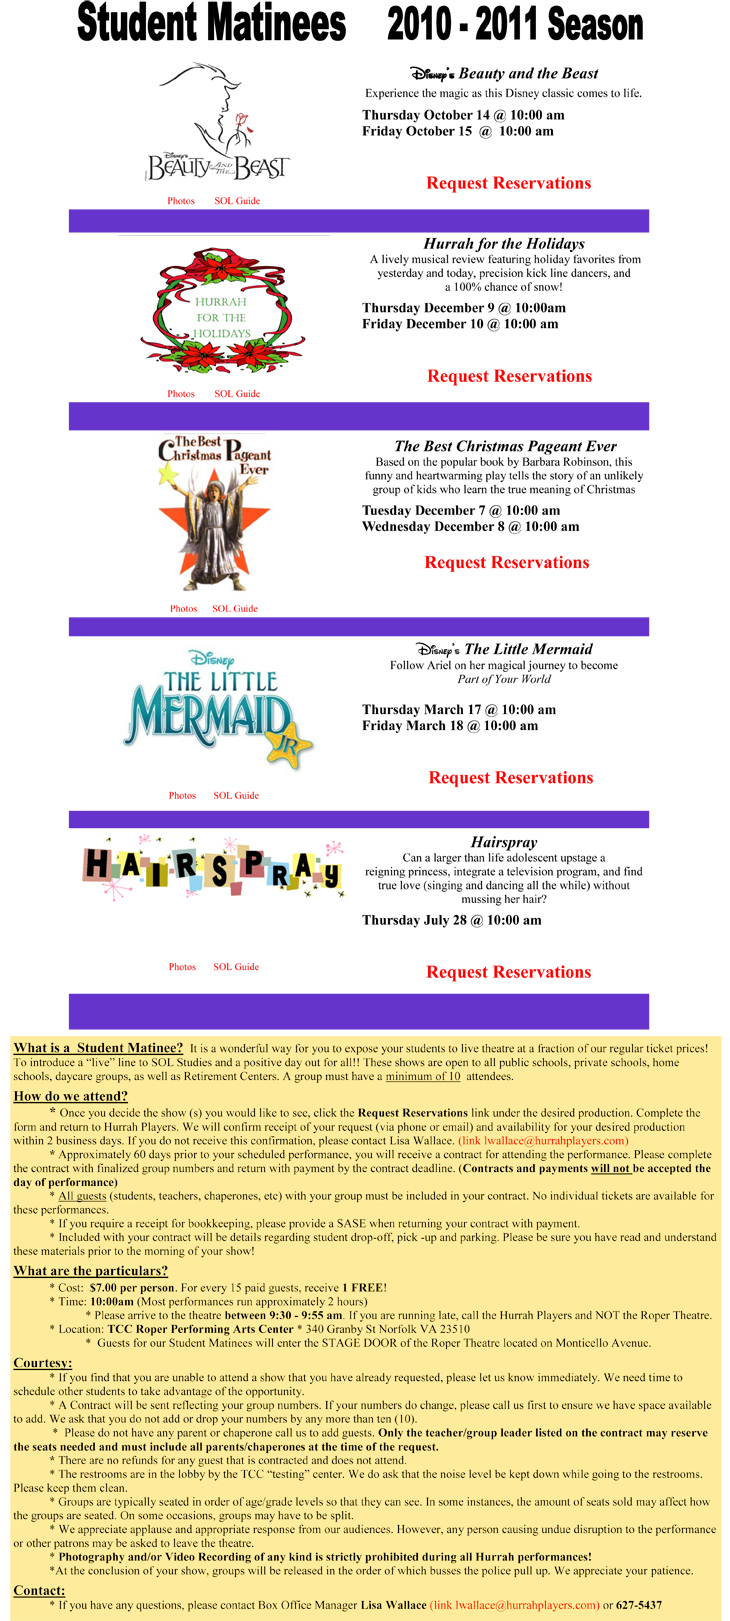 Student Matinees 2010 - 2011 Season
Disney's Beauty and the Beast
Experience the magic as this Disney classic comes to life.
Thursday October 14 @ 10:00 am
Friday October 15 @ 10:00 am
Disney's
BEAUTY AND THE BEAST
Request Reservations
Photos SOL Guide
Hurrah for the Holidays
A lively musical review featuring holiday favorites from
yesterday and today, precision kick line dancers, and
a 100% chance of snow!
Thursday December 9 @ 10:00am
Friday December 10 @ 10:00 am
HURRAH
FOR THE
HOLIDAYS
Request Reservations
Photos SOL Guide
The Best
Christmas Pageant
Ever
The Best Christmas Pageant Ever
Based on the popular book by Barbara Robinson, this
funny and heartwarming play tells the story of an unlikely
group of kids who learn the true meaning of Christmas
Tuesday December 7 @ 10:00 am
Wednesday December 8 @ 10:00 am
Request Reservations
Photos SOL Guide
Disney's The Little Mermaid
Follow Ariel on her magical journey to become
Part of Your World
Thursday March 17 @ 10:00 am
Friday March 18 @ 10:00 am
Disney
THE LITTLE
MERMAID
JR
Request Reservations
Photos SOL Guide
HAIRSPRAY
Hairspray
Can a larger than life adolescent upstage a
reigning princess, integrate a television program, and find
true love (singing and dancing all the while) without
mussing her hair?
Thursday July 28 @ 10:00 am
Photos SOL Guide
Request Reservations
What is a Student Matinee? It is a wonderful way for you to expose your students to live theatre at a fraction of our regular ticket prices!
To introduce a “live” line to SOL Studies and a positive day out for all!! These shows are open to all public schools, private schools, home
schools, daycare groups, as well as Retirement Centers. A group must have a minimum of 10 attendees.
How do we attend?
* Once you decide the show (s) you would like to see, click the Request Reservations link under the desired production. Complete the
form and return to Hurrah Players. We will confirm receipt of your request (via phone or email) and availability for your desired production
within 2 business days. If you do not receive this confirmation, please contact Lisa Wallace. (link lwallace@hurrahplayers.com)
* Approximately 60 days prior to your scheduled performance, you will receive a contract for attending the performance. Please complete
the contract with finalized group numbers and return with payment by the contract deadline. (Contracts and payments will not be accepted the
day of performance)
* All guests (students, teachers, chaperones, etc) with your group must be included in your contract. No individual tickets are available for
these performances.
* If you require a receipt for bookkeeping, please provide a SASE when returning your contract with payment.
* Included with your contract will be details regarding student drop-off, pick -up and parking. Please be sure you have read and understand
these materials prior to the morning of your show!
What are the particulars?
* Cost: $7.00 per person. For every 15 paid guests, receive 1 FREE!
* Time: 10:00am (Most performances run approximately 2 hours)
* Please arrive to the theatre between 9:30 - 9:55 am. If you are running late, call the Hurrah Players and NOT the Roper Theatre.
* Location: TCC Roper Performing Arts Center * 340 Granby St Norfolk VA 23510
* Guests for our Student Matinees will enter the STAGE DOOR of the Roper Theatre located on Monticello Avenue.
Courtesy:
* If you find that you are unable to attend a show that you have already requested, please let us know immediately. We need time to
schedule other students to take advantage of the opportunity.
* A Contract will be sent reflecting your group numbers. If your numbers do change, please call us first to ensure we have space available
to add. We ask that you do not add or drop your numbers by any more than ten (10).
* Please do not have any parent or chaperone call us to add guests. Only the teacher/group leader listed on the contract may reserve
the seats needed and must include all parents/chaperones at the time of the request.
* There are no refunds for any guest that is contracted and does not attend.
* The restrooms are in the lobby by the TCC “testing” center. We do ask that the noise level be kept down while going to the restrooms.
Please keep them clean.
* Groups are typically seated in order of age/grade levels so that they can see. In some instances, the amount of seats sold may affect how
the groups are seated. On some occasions, groups may have to be split.
* We appreciate applause and appropriate response from our audiences. However, any person causing undue disruption to the performance
or other patrons may be asked to leave the theatre.
* Photography and/or Video Recording of any kind is strictly prohibited during all Hurrah performances!
*At the conclusion of your show, groups will be released in the order of which busses the police pull up. We appreciate your patience.
Contact:
* If you have any questions, please contact Box Office Manager Lisa Wallace (link lwallace@hurrahplayers.com) or 627-5437